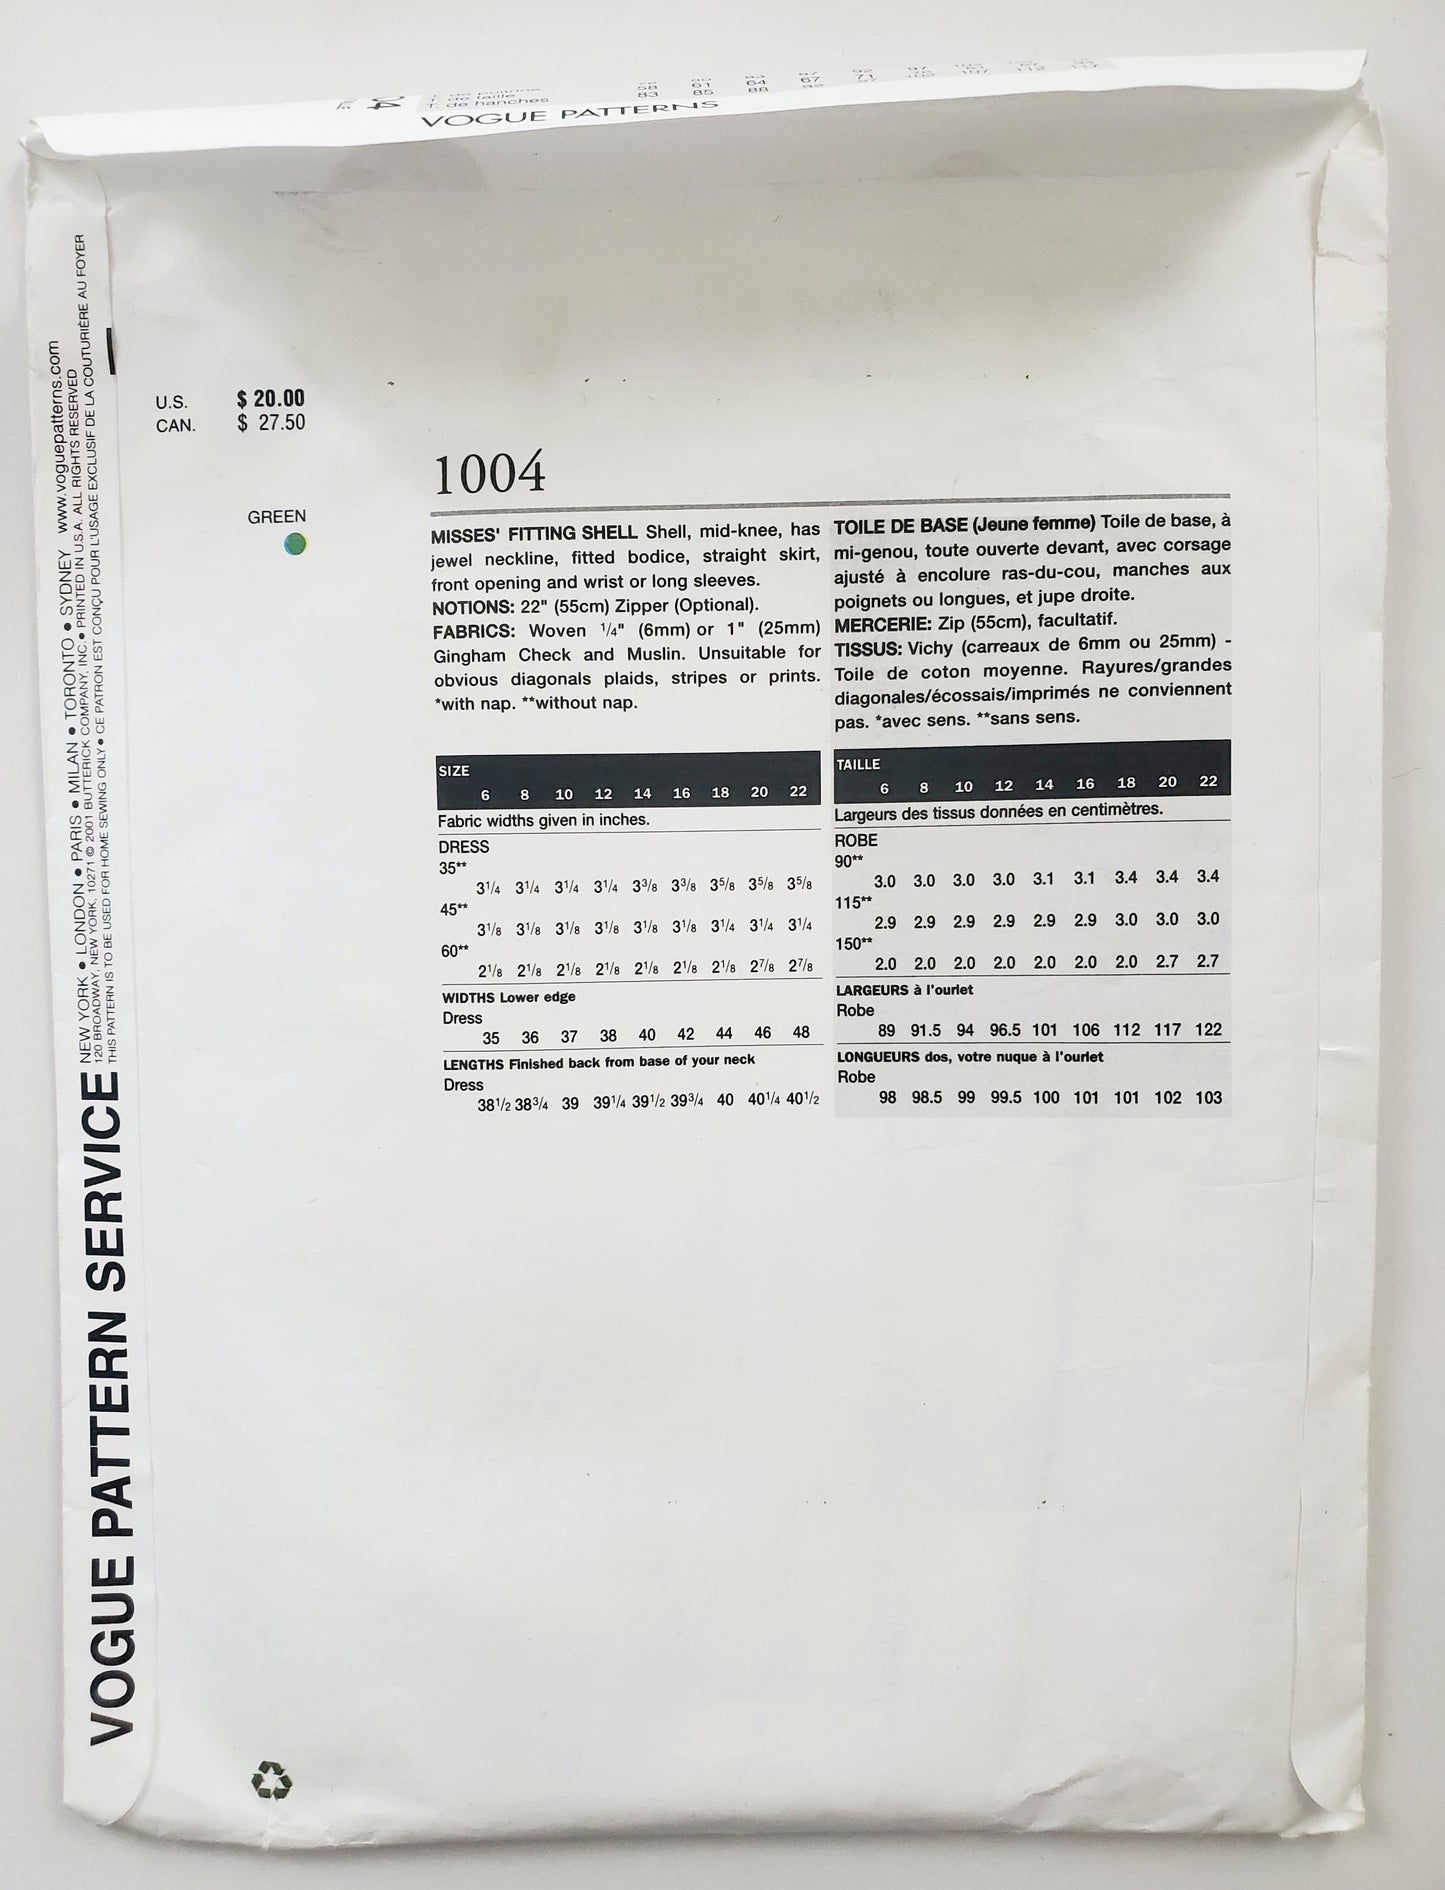 T. de taille 58 61 64 67 71
T. de hanches 83 85 88 92
VOGUE PATTERNS
U.S. $ 20.00
CAN. $ 27.50
GREEN
1004
MISSES' FITTING SHELL Shell, mid-knee, has
jewel neckline, fitted bodice, straight skirt,
front opening and wrist or long sleeves.
NOTIONS: 22" (55cm) Zipper (Optional).
FABRICS: Woven 1/4" (6mm) or 1" (25mm)
Gingham Check and Muslin. Unsuitable for
obvious diagonals plaids, stripes or prints.
*with nap. **without nap.
SIZE
6 8 10 12 14 16 18 20 22
Fabric widths given in inches.
DRESS
35**
3 1/4 3 1/4 3 1/4 3 1/4 3 3/8 3 3/8 3 5/8 3 5/8 3 5/8
45**
3 1/8 3 1/8 3 1/8 3 1/8 3 1/8 3 1/8 3 1/4 3 1/4 3 1/4
60**
2 1/8 2 1/8 2 1/8 2 1/8 2 1/8 2 1/8 2 1/8 2 7/8 2 7/8
WIDTHS Lower edge
Dress
35 36 37 38 40 42 44 46 48
LENGTHS Finished back from base of your neck
Dress
38 1/2 38 3/4 39 39 1/4 39 1/2 39 3/4 40 40 1/4 40 1/2
TOILE DE BASE (Jeune femme) Toile de base, à
mi-genou, toute ouverte devant, avec corsage
ajusté à encolure ras-du-cou, manches aux
poignets ou longues, et jupe droite.
MERCERIE: Zip (55cm), facultatif.
TISSUS: Vichy (carreaux de 6mm ou 25mm) -
Toile de coton moyenne. Rayures/grandes
diagonales/écossais/imprimés ne conviennent
pas. *avec sens. **sans sens.
TAILLE
6 8 10 12 14 16 18 20 22
Largeurs des tissus données en centimètres.
ROBE
90**
3.0 3.0 3.0 3.0 3.1 3.1 3.4 3.4 3.4
115**
2.9 2.9 2.9 2.9 2.9 2.9 3.0 3.0 3.0
150**
2.0 2.0 2.0 2.0 2.0 2.0 2.0 2.7 2.7
LARGEURS à l'ourlet
Robe
89 91.5 94 96.5 101 106 112 117 122
LONGUEURS dos, votre nuque à l'ourlet
Robe
98 98.5 99 99.5 100 101 101 102 103
VOGUE PATTERN SERVICE
NEW YORK • LONDON • PARIS • MILAN • TORONTO • SYDNEY www.voguepatterns.com
120 BROADWAY, NEW YORK, NEW YORK, 10271 © 2001 BUTTERICK COMPANY, INC. • PRINTED IN U.S.A. ALL RIGHTS RESERVED
THIS PATTERN IS TO BE USED FOR HOME SEWING ONLY • CE PATRON EST CONÇU POUR L'USAGE EXCLUSIF DE LA COUTURIÈRE AU FOYER